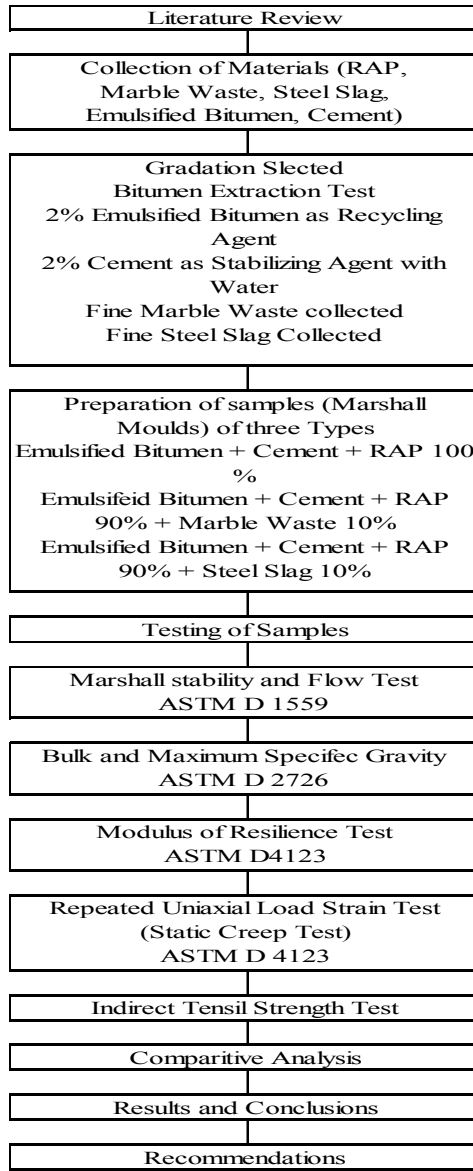 Literature Review
Collection of Materials (RAP,
Marble Waste, Steel Slag,
Emulsified Bitumen, Cement)
Gradation Slected
Bitumen Extraction Test
2% Emulsified Bitumen as Recycling
Agent
2% Cement as Stabilizing Agent with
Water
Fine Marble Waste collected
Fine Steel Slag Collected
Preparation of samples (Marshall
Moulds) of three Types
Emulsified Bitumen + Cement + RAP 100
%
Emulsifeid Bitumen + Cement + RAP
90% + Marble Waste 10%
Emulsified Bitumen + Cement + RAP
90% + Steel Slag 10%
Testing of Samples
Marshall stability and Flow Test
ASTM D 1559
Bulk and Maximum Specifec Gravity
ASTM D 2726
Modulus of Resilience Test
ASTM D4123
Repeated Uniaxial Load Strain Test
(Static Creep Test)
ASTM D 4123
Indirect Tensil Strength Test
Comparitive Analysis
Results and Conclusions
Recommendations